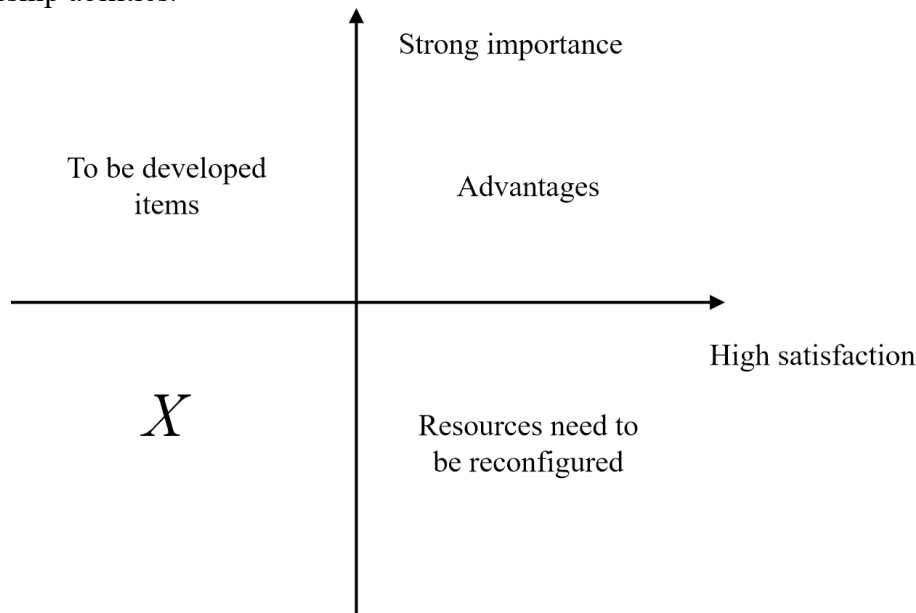 Strong importance
To be developed
items
Advantages
High satisfaction
X
Resources need to
be reconfigured